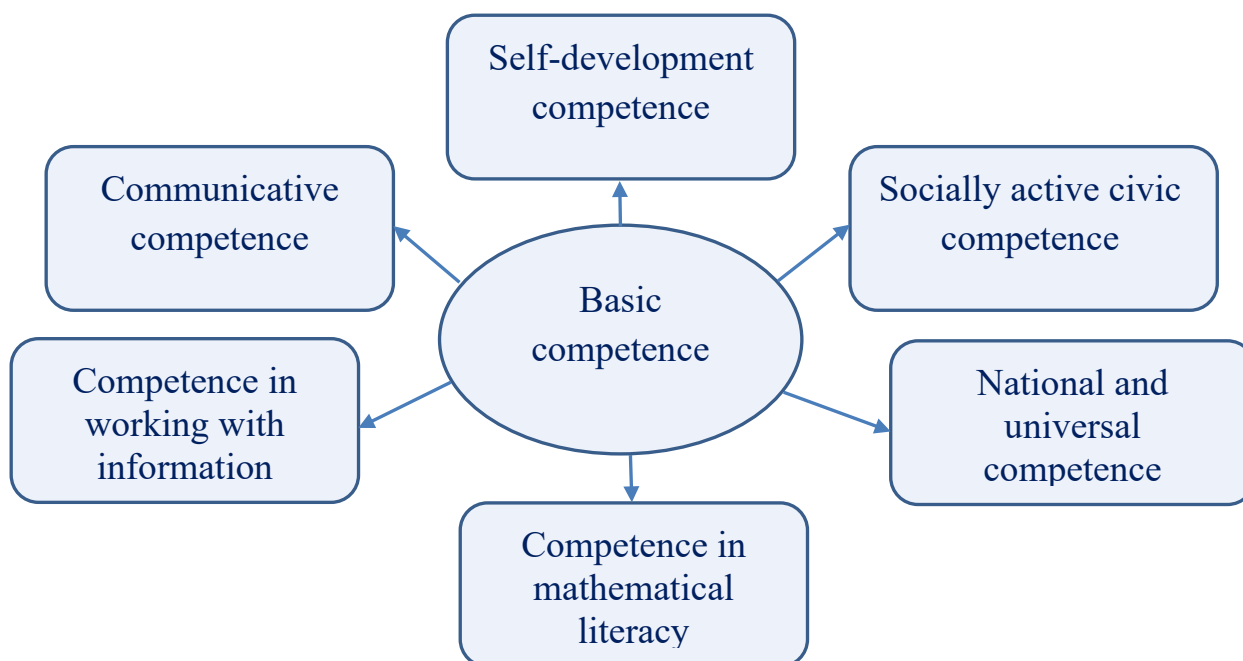 Self-development
competence
Communicative
competence
Socially active civic
competence
Basic
competence
Competence in
working with
information
National and
universal
competence
Competence in
mathematical
literacy